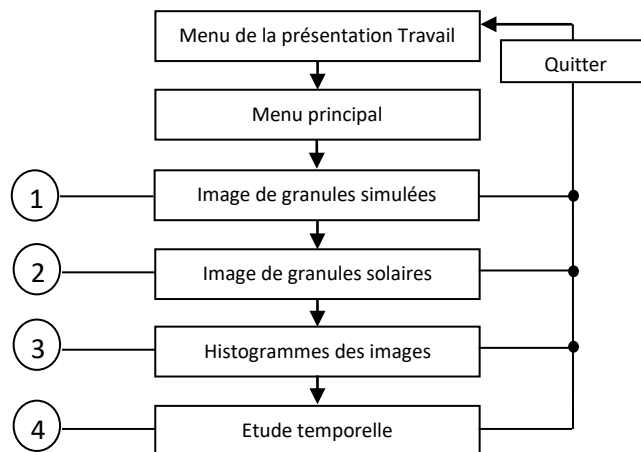 Menu de la présentation Travail
Quitter
Menu principal
1
Image de granules simulées
2
Image de granules solaires
3
Histogrammes des images
4
Etude temporelle